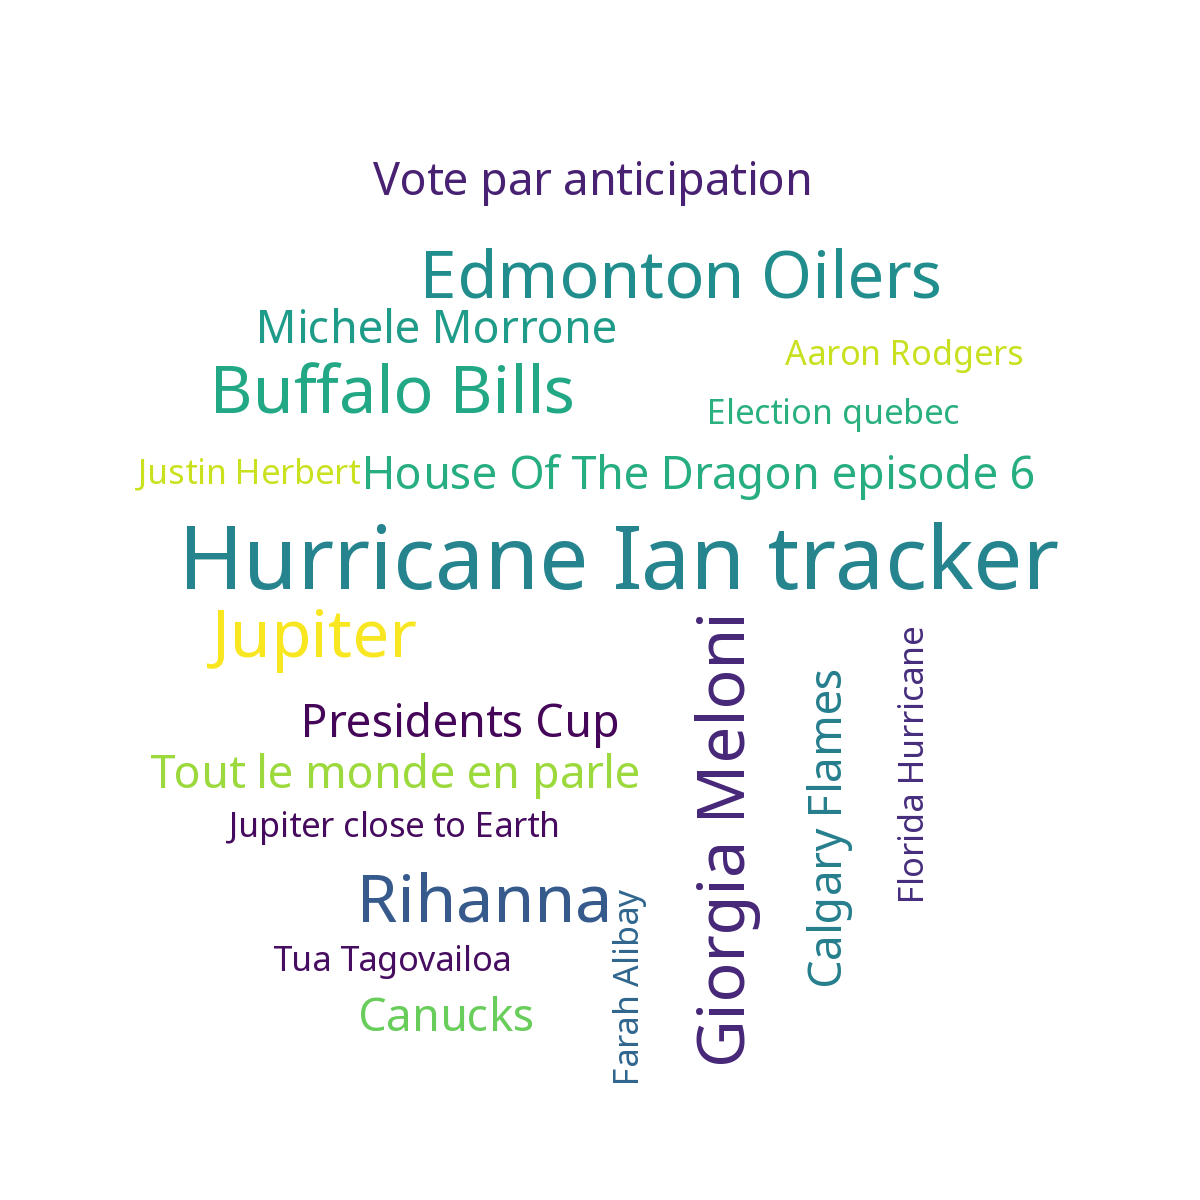 Vote par anticipation
Edmonton Oilers
Michele Morrone
Aaron Rodgers
Buffalo Bills
Election quebec
Justin Herbert
House Of The Dragon episode 6
Hurricane Ian tracker
Jupiter
Giorgia Meloni
Calgary Flames
Florida Hurricane
Presidents Cup
Tout le monde en parle
Jupiter close to Earth
Rihanna
Farah Alibay
Tua Tagovailoa
Canucks